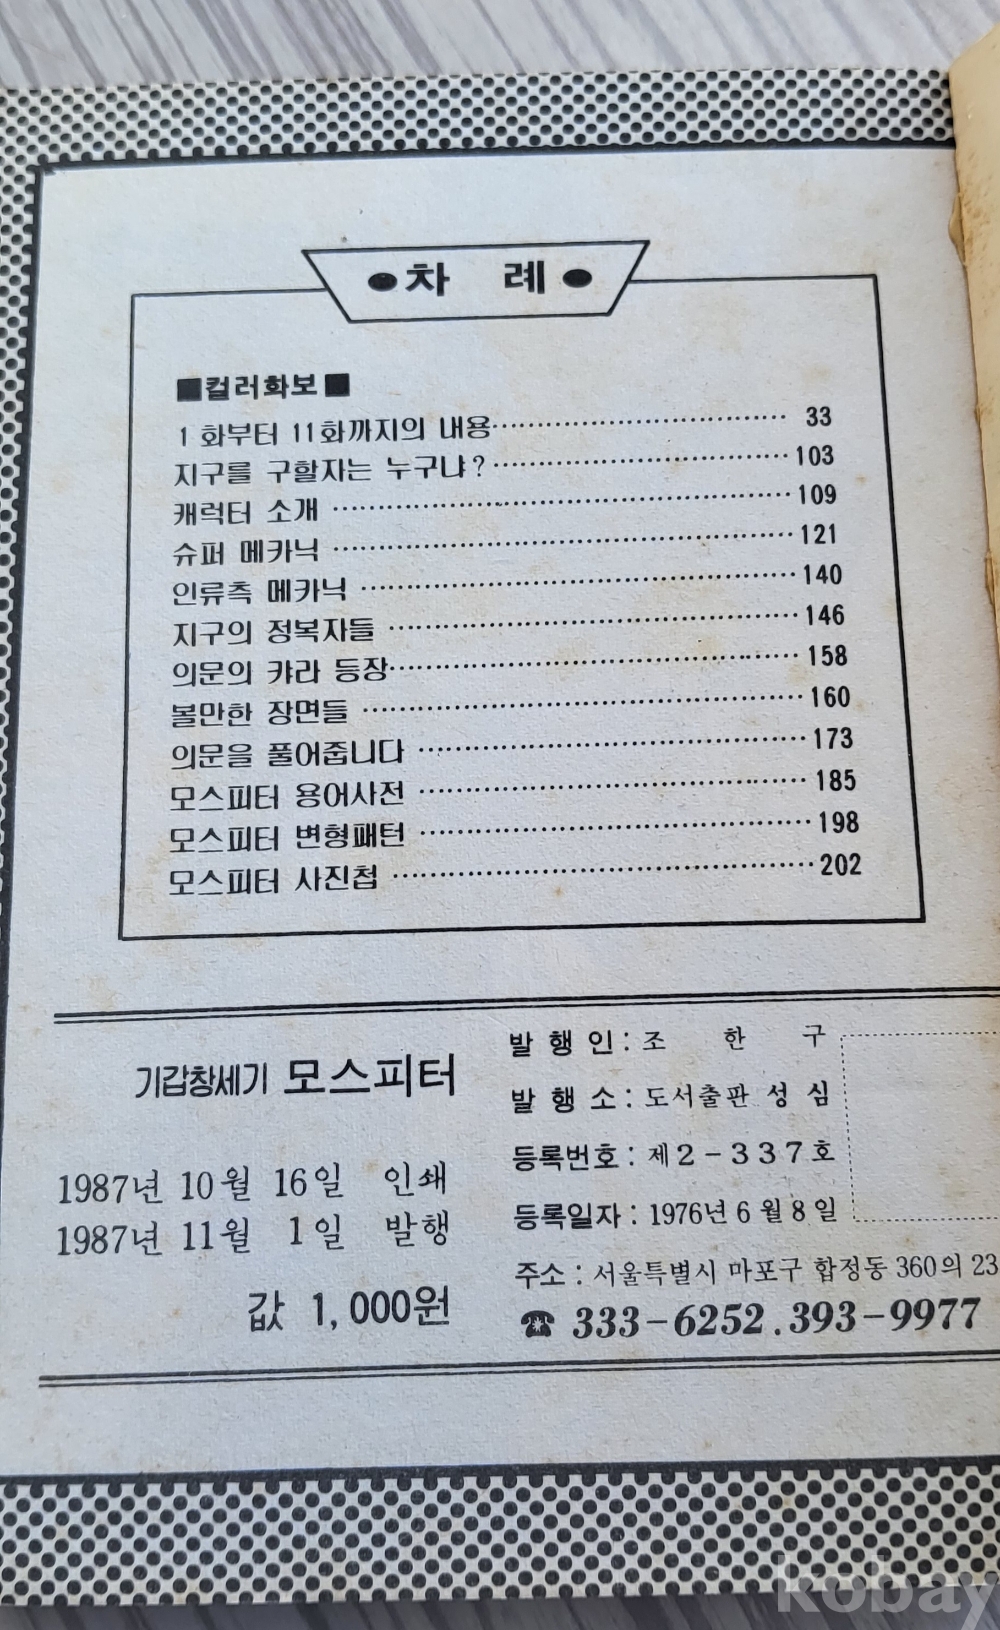 ●차 례●
■컬러화보■
1화부터 11화까지의 내용 33
지구를 구할자는 누구냐? 103
캐럭터 소개 109
슈퍼 메카닉 121
인류측 메카닉 140
지구의 정복자들 146
의문의 캬라 등장 158
볼만한 장면들 160
의문을 풀어줍니다 173
모스피터 용어사전 185
모스피터 변형패턴 198
모스피터 사진첩 202
기갑창세기 모스피터
1987년 10월 16일 인쇄
1987년 11월 1일 발행
값 1,000원
발 행 인 : 조 한 구
발 행 소 : 도서출판 성 심
등록번호 : 제2-337호
등록일자 : 1976년 6월 8일
주소 : 서울특별시 마포구 합정동 360의 23
☎ 333-6252.393-9977
kobay